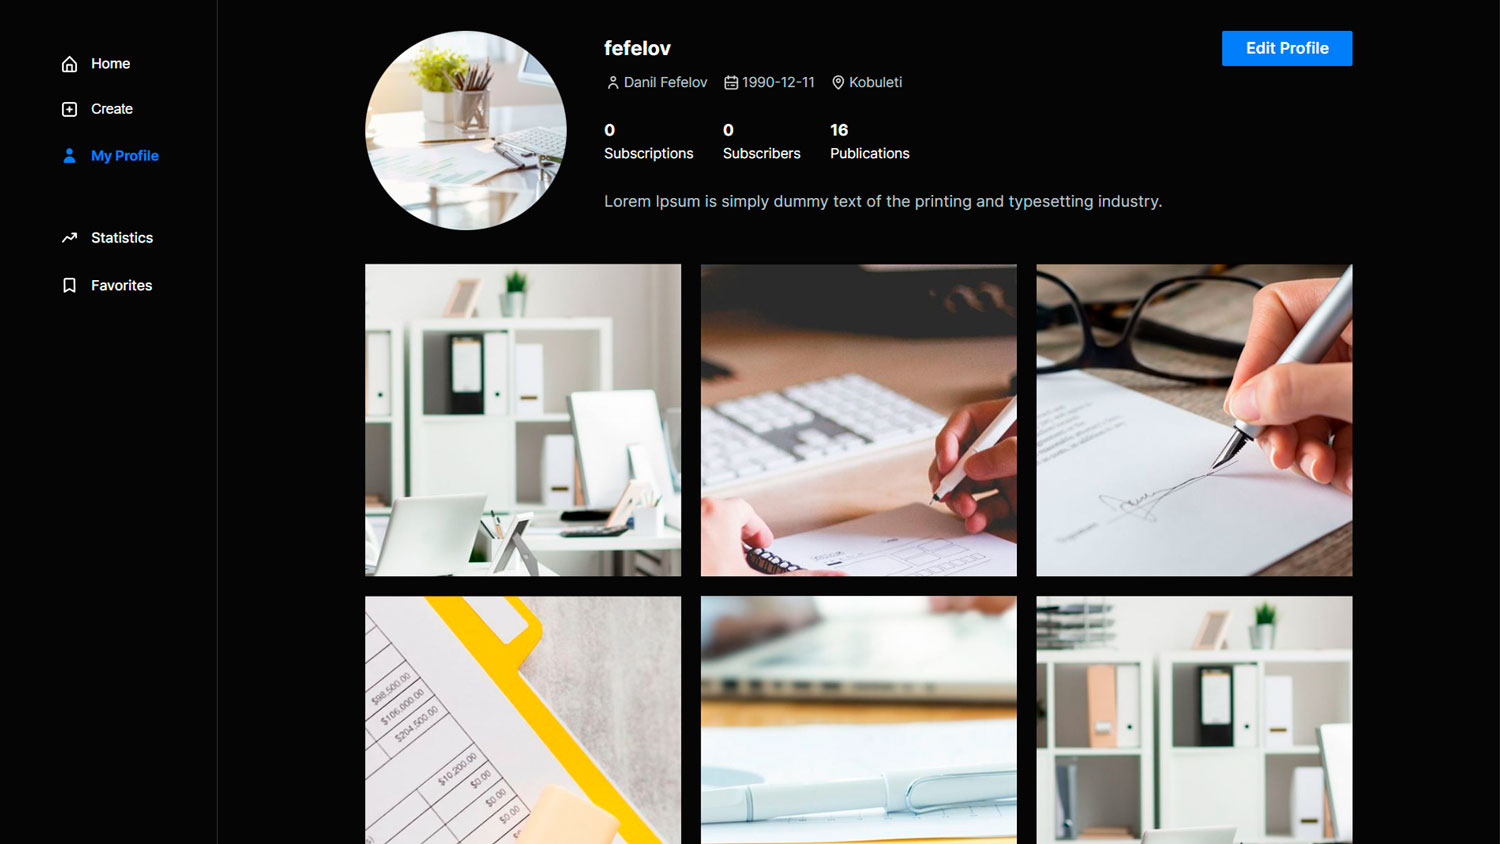 Home
Create
My Profile
Statistics
Favorites
fefelov
Edit Profile
Danil Fefelov 1990-12-11 Kobuleti
0 0 16
Subscriptions Subscribers Publications
Lorem Ipsum is simply dummy text of the printing and typesetting industry.
$98,500.00
$106,000.00
$204,500.00
$10,200.00
$0.00
$0.00
$0.00